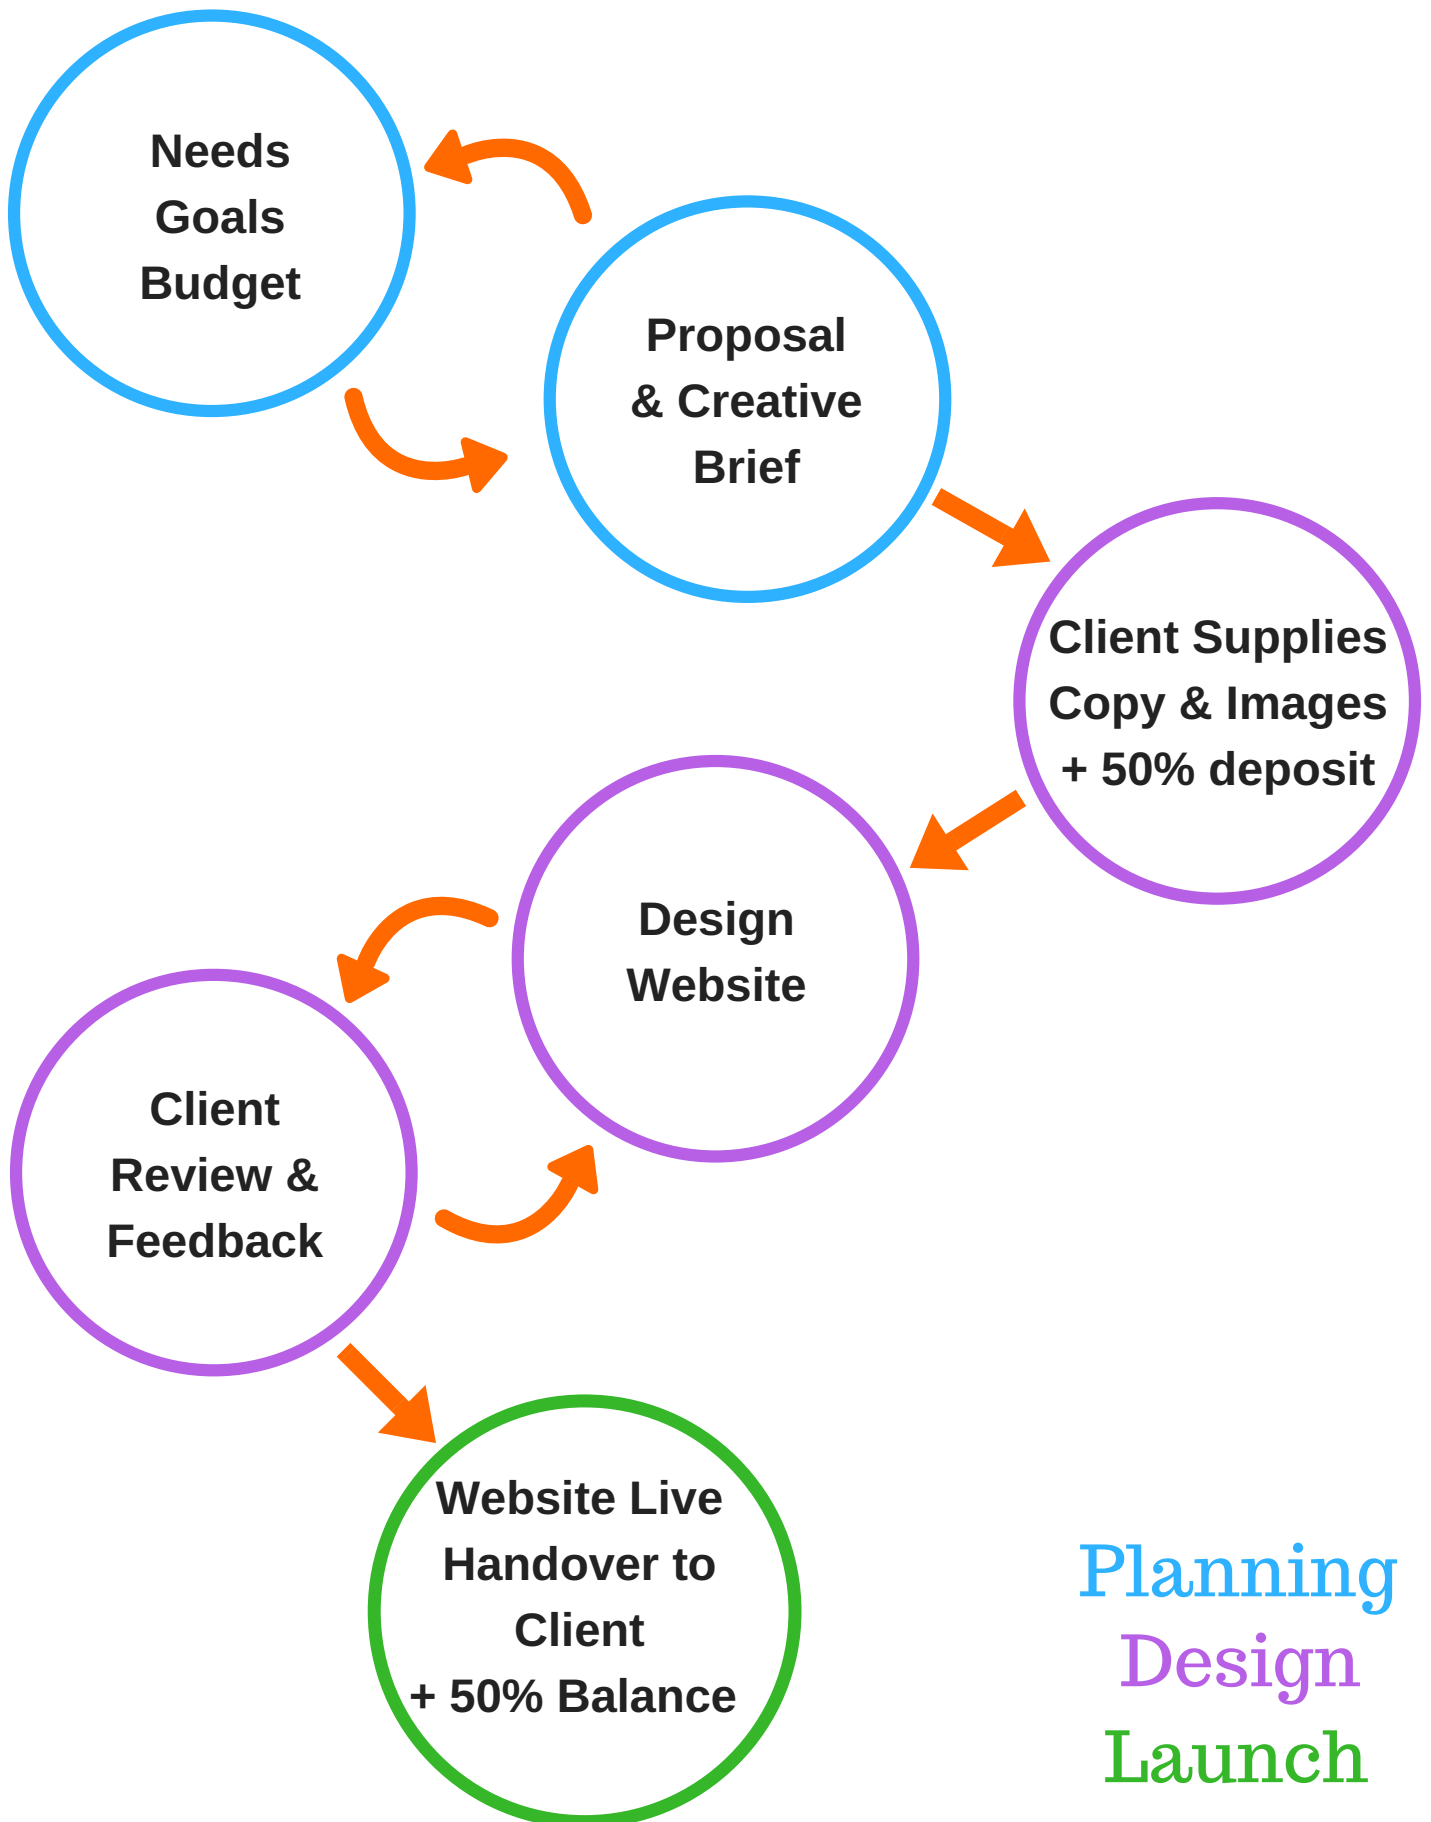 Needs
Goals
Budget
Proposal
& Creative
Brief
Client Supplies
Copy & Images
+ 50% deposit
Design
Website
Client
Review &
Feedback
Website Live
Handover to
Client
+ 50% Balance
Planning
Design
Launch